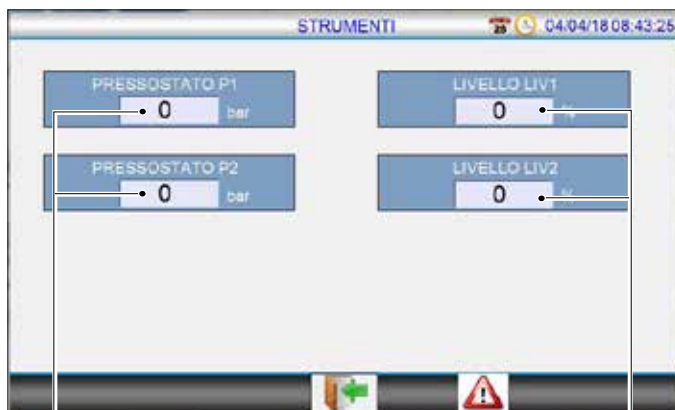 STRUMENTI
04/04/18 08:43:25
PRESSOSTATO P1
0 bar
LIVELLO LIV1
0 %
PRESSOSTATO P2
0 bar
LIVELLO LIV2
0 %